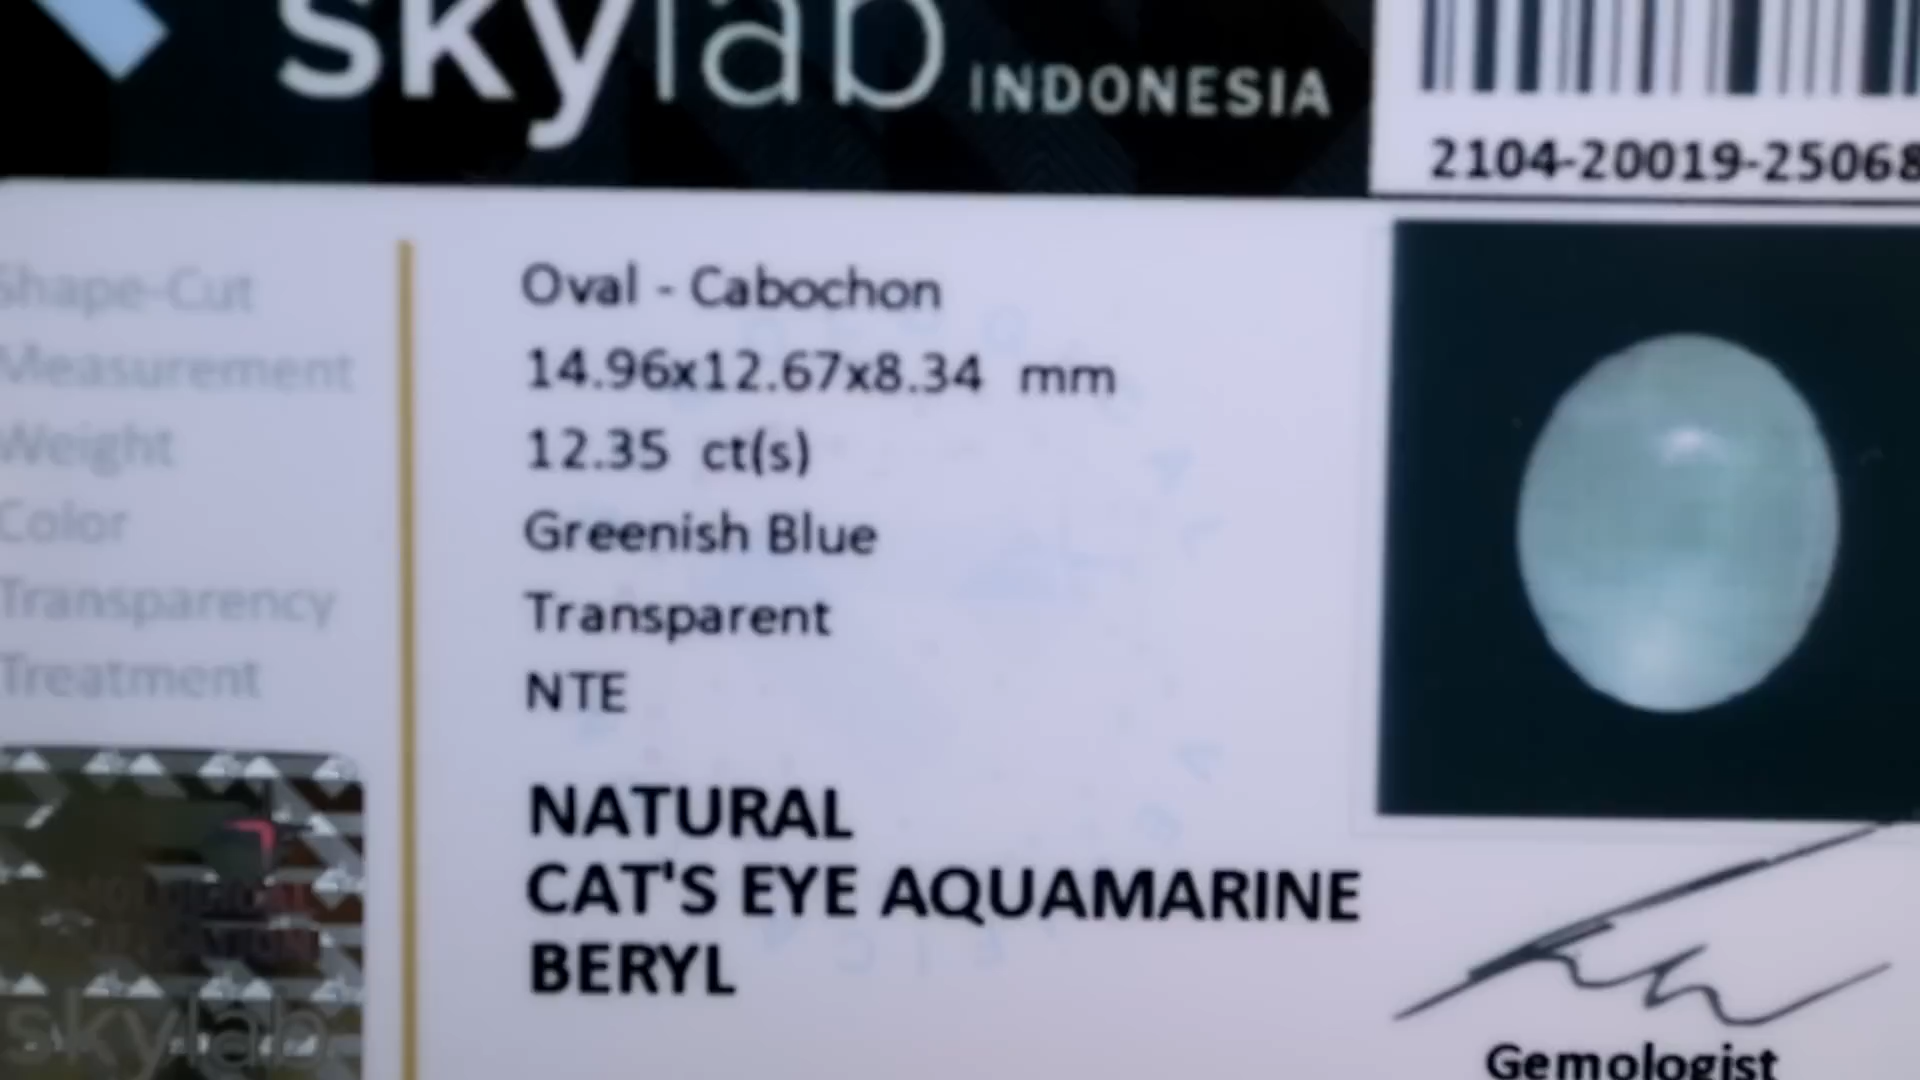 skylab INDONESIA
2104-20019-25068
Shape-Cut Oval - Cabochon
Measurement 14.96x12.67x8.34 mm
Weight 12.35 ct(s)
Color Greenish Blue
Transparency Transparent
Treatment NTE
NATURAL
CAT'S EYE AQUAMARINE
BERYL
skylab
Gemologist